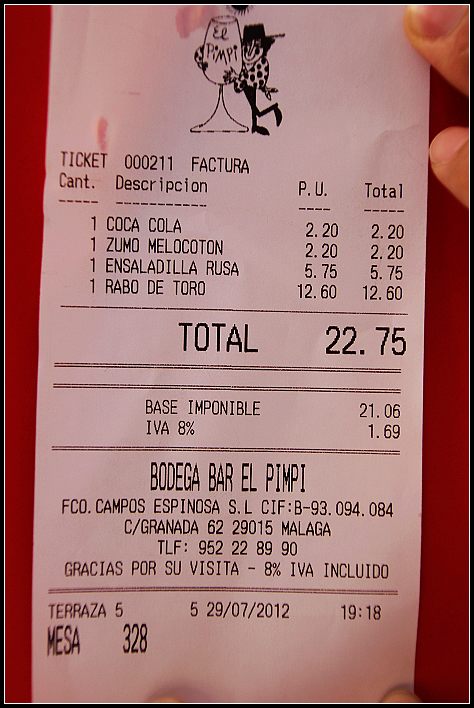 El
PiMPi
TICKET 000211 FACTURA
Cant. Descripcion P.U. Total
1 COCA COLA 2.20 2.20
1 ZUMO MELOCOTON 2.20 2.20
1 ENSALADILLA RUSA 5.75 5.75
1 RABO DE TORO 12.60 12.60
TOTAL 22.75
BASE IMPONIBLE 21.06
IVA 8% 1.69
BODEGA BAR EL PIMPI
FCO.CAMPOS ESPINOSA S.L CIF:B-93.094.084
C/GRANADA 62 29015 MALAGA
TLF: 952 22 89 90
GRACIAS POR SU VISITA - 8% IVA INCLUIDO
TERRAZA 5 5 29/07/2012 19:18
MESA 328